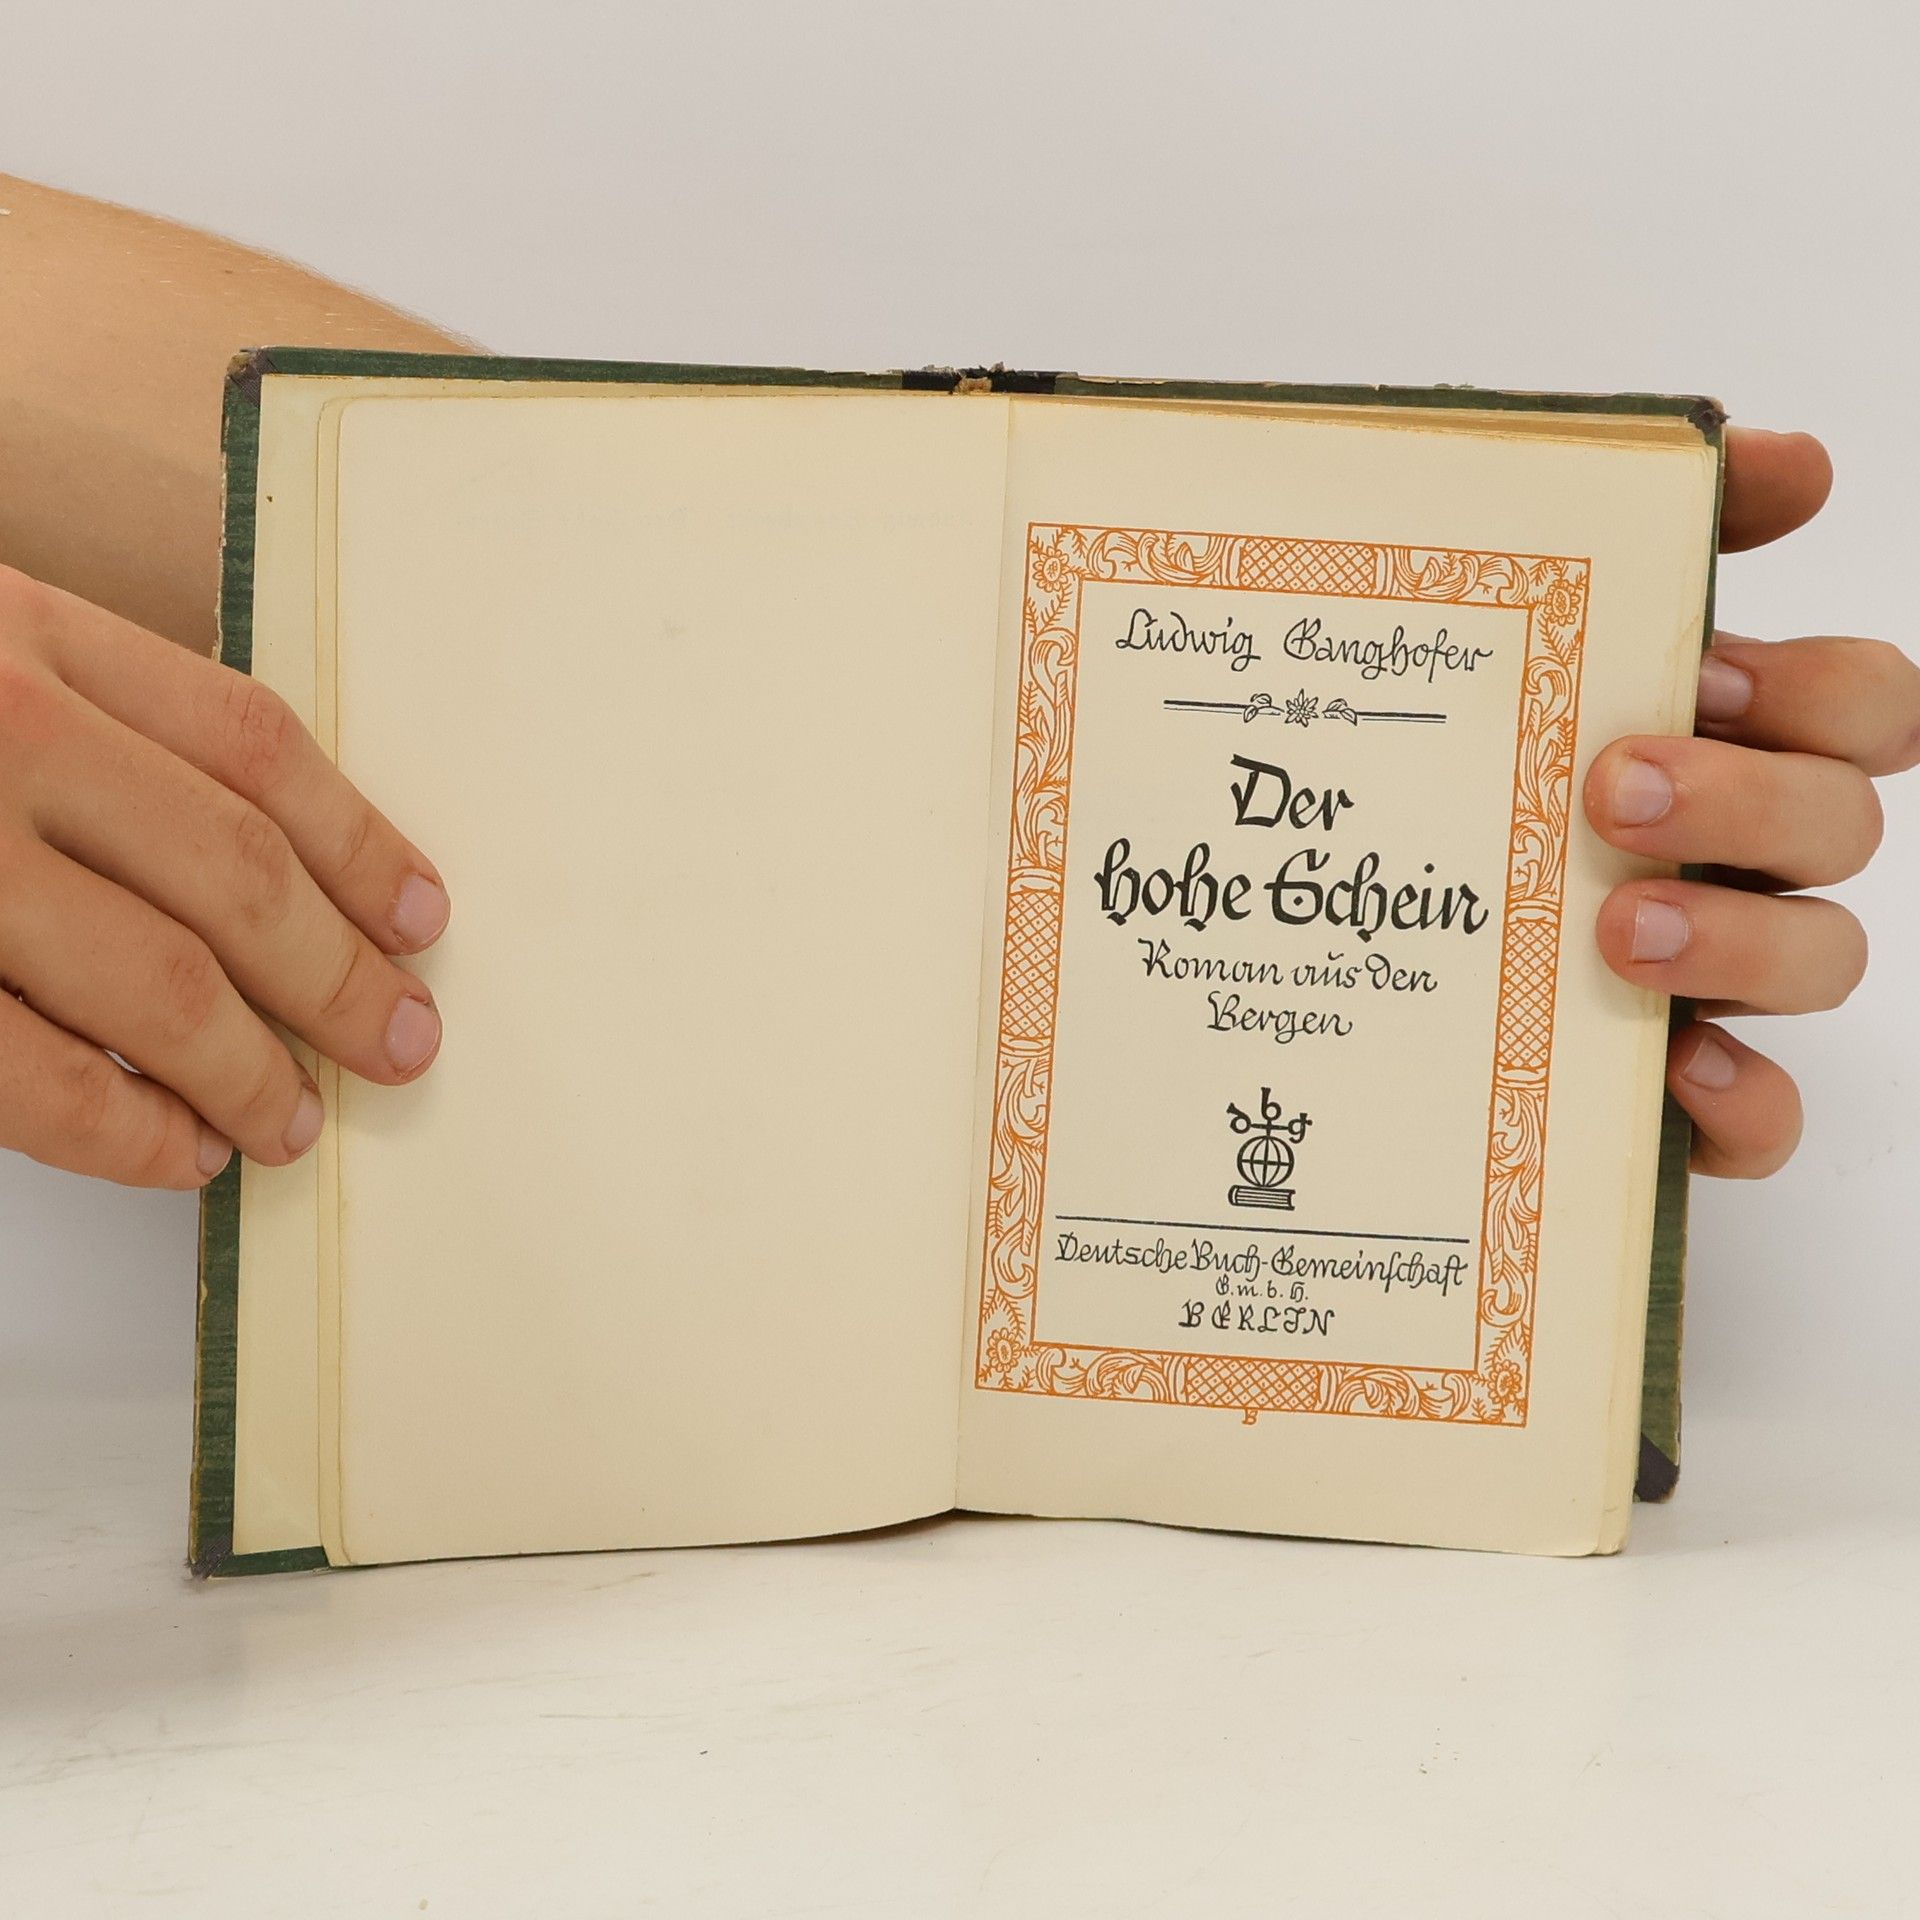 Ludwig Ganghofer
Der
hohe Schein
Roman aus den
Bergen
dbg
Deutsche Buch-Gemeinschaft
G.m.b.H.
BERLIN
B